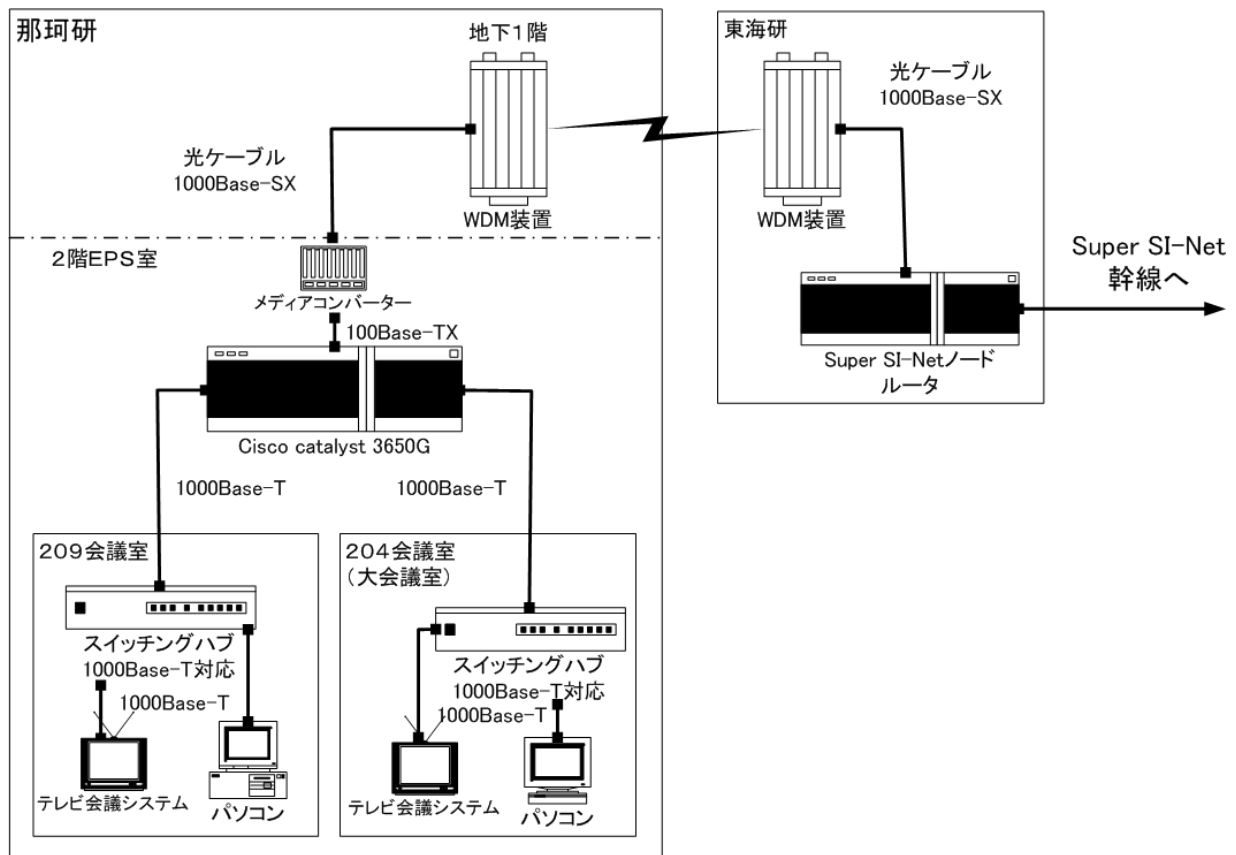 那珂研
地下1階
光ケーブル
1000Base-SX
WDM装置
2階EPS室
メディアコンバーター
100Base-TX
Cisco catalyst 3650G
1000Base-T
1000Base-T
209会議室
スイッチングハブ
1000Base-T対応
1000Base-T
テレビ会議システム
パソコン
204会議室
(大会議室)
スイッチングハブ
1000Base-T対応
1000Base-T
テレビ会議システム
パソコン
東海研
光ケーブル
1000Base-SX
WDM装置
Super SI-Netノード
ルータ
Super SI-Net
幹線へ